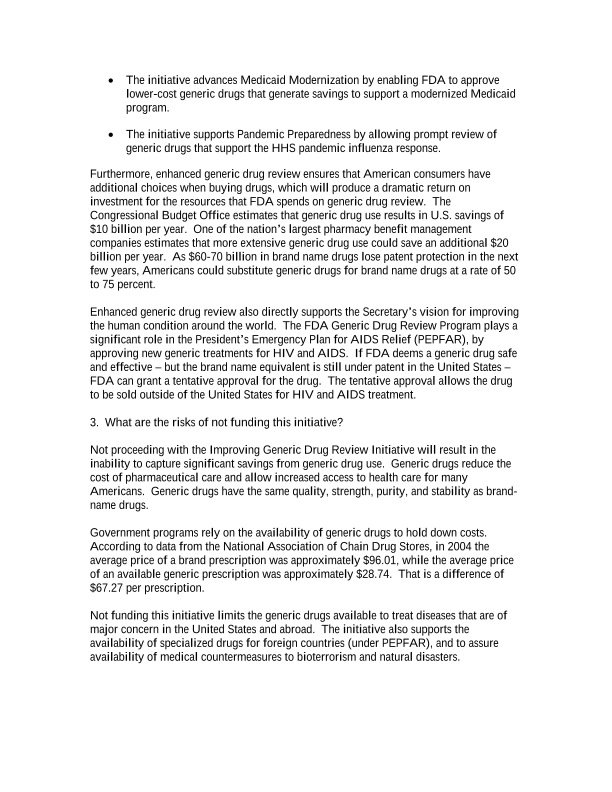 • The initiative advances Medicaid Modernization by enabling FDA to approve
lower-cost generic drugs that generate savings to support a modernized Medicaid
program.
• The initiative supports Pandemic Preparedness by allowing prompt review of
generic drugs that support the HHS pandemic influenza response.
Furthermore, enhanced generic drug review ensures that American consumers have
additional choices when buying drugs, which will produce a dramatic return on
investment for the resources that FDA spends on generic drug review.  The
Congressional Budget Office estimates that generic drug use results in U.S. savings of
$10 billion per year.  One of the nation's largest pharmacy benefit management
companies estimates that more extensive generic drug use could save an additional $20
billion per year.  As $60-70 billion in brand name drugs lose patent protection in the next
few years, Americans could substitute generic drugs for brand name drugs at a rate of 50
to 75 percent.
Enhanced generic drug review also directly supports the Secretary's vision for improving
the human condition around the world.  The FDA Generic Drug Review Program plays a
significant role in the President's Emergency Plan for AIDS Relief (PEPFAR), by
approving new generic treatments for HIV and AIDS.  If FDA deems a generic drug safe
and effective – but the brand name equivalent is still under patent in the United States –
FDA can grant a tentative approval for the drug.  The tentative approval allows the drug
to be sold outside of the United States for HIV and AIDS treatment.
3.  What are the risks of not funding this initiative?
Not proceeding with the Improving Generic Drug Review Initiative will result in the
inability to capture significant savings from generic drug use.  Generic drugs reduce the
cost of pharmaceutical care and allow increased access to health care for many
Americans.  Generic drugs have the same quality, strength, purity, and stability as brand-
name drugs.
Government programs rely on the availability of generic drugs to hold down costs.
According to data from the National Association of Chain Drug Stores, in 2004 the
average price of a brand prescription was approximately $96.01, while the average price
of an available generic prescription was approximately $28.74.  That is a difference of
$67.27 per prescription.
Not funding this initiative limits the generic drugs available to treat diseases that are of
major concern in the United States and abroad.  The initiative also supports the
availability of specialized drugs for foreign countries (under PEPFAR), and to assure
availability of medical countermeasures to bioterrorism and natural disasters.